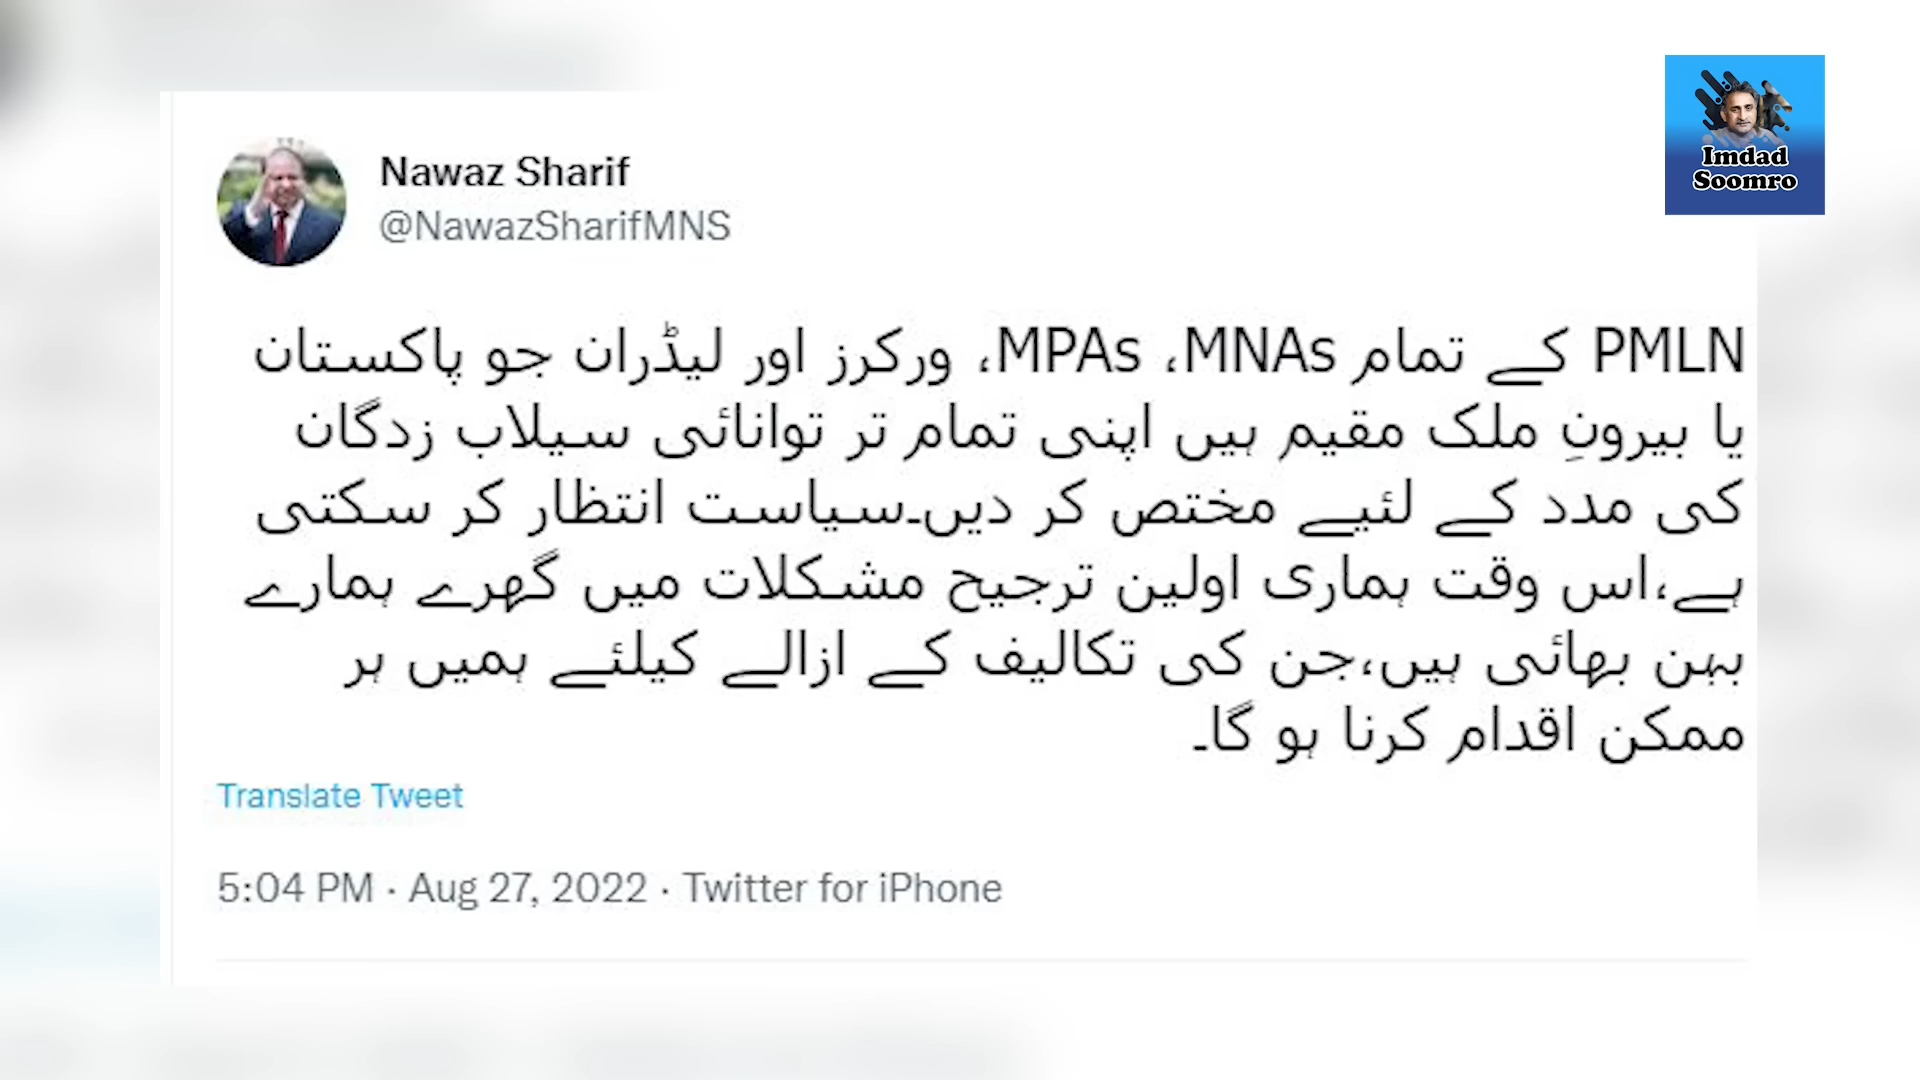 Imdad
Soomro
Nawaz Sharif
@NawazSharifMNS
PMLN کے تمام MPAs ،MNAs، ورکرز اور لیڈران جو پاکستان
یا بیرونِ ملک مقیم ہیں اپنی تمام تر توانائی سیلاب زدگان
کی مدد کے لئیے مختص کر دیں۔سیاست انتظار کر سکتی
ہے،اس وقت ہماری اولین ترجیح مشکلات میں گھرے ہمارے
بہن بھائی ہیں،جن کی تکالیف کے ازالے کیلئے ہمیں ہر
ممکن اقدام کرنا ہو گا۔
Translate Tweet
5:04 PM · Aug 27, 2022 · Twitter for iPhone